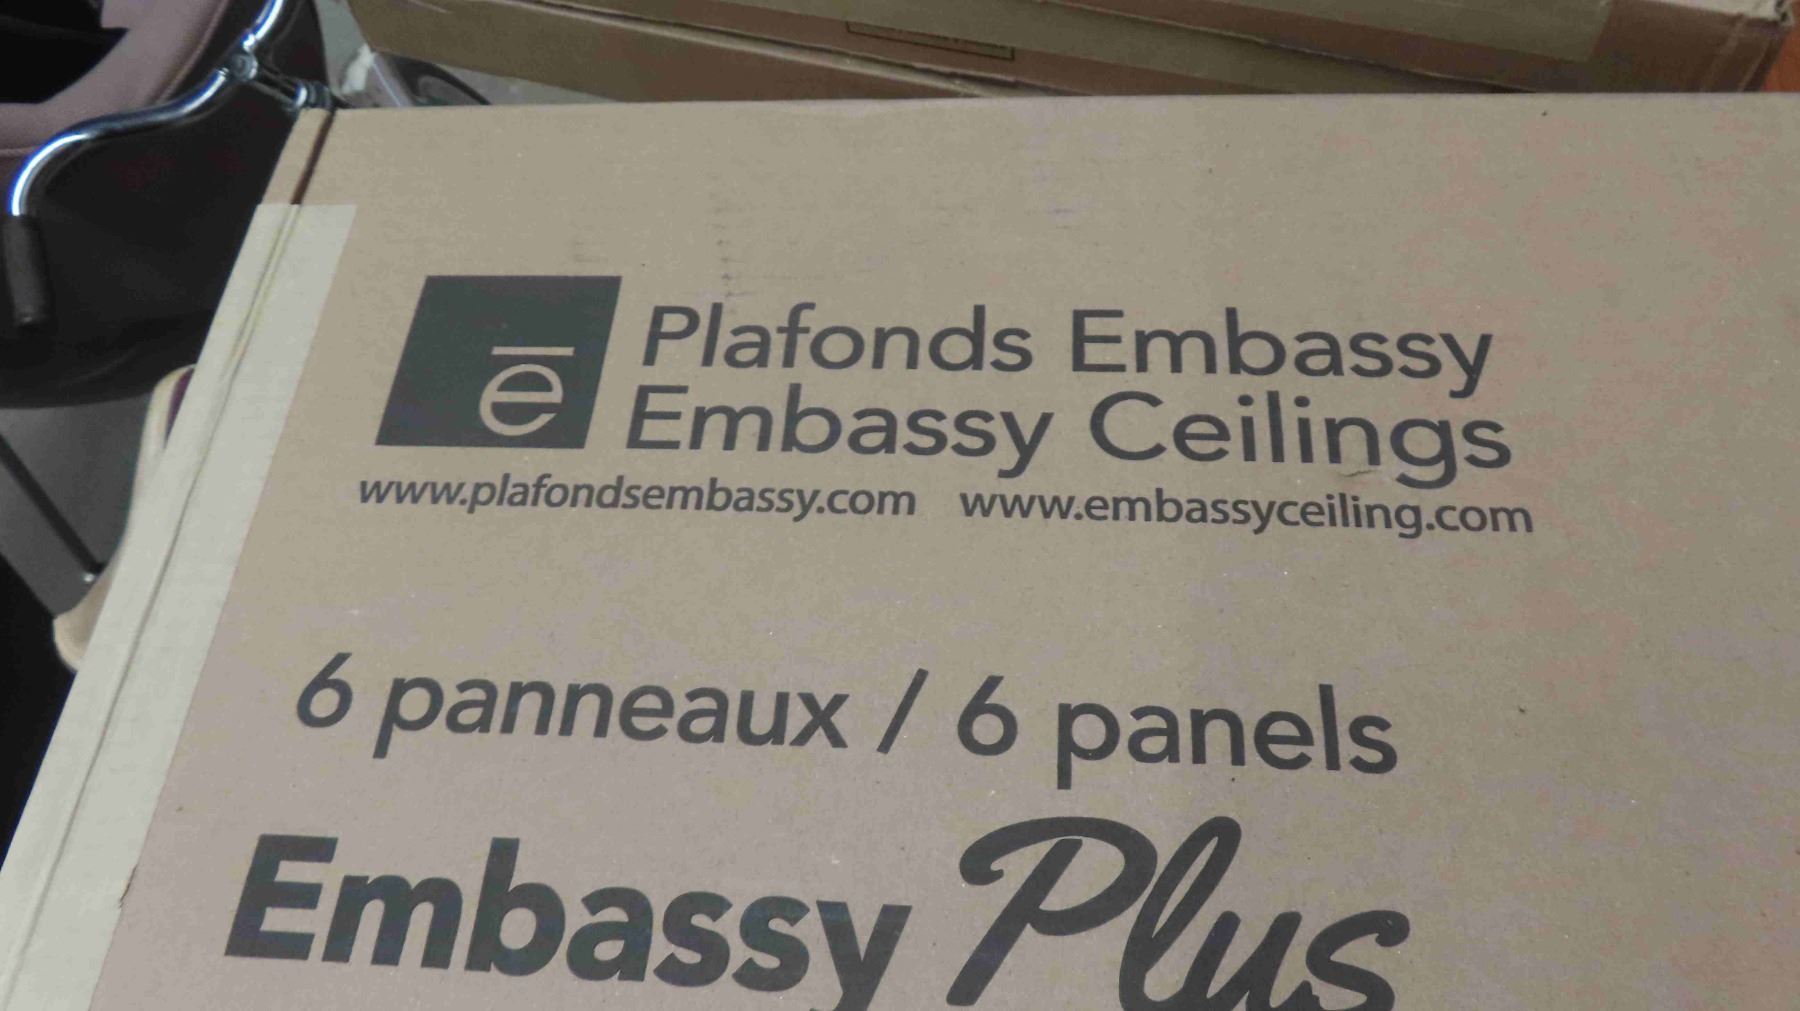 ē
Plafonds Embassy
Embassy Ceilings
www.plafondsembassy.com www.embassyceiling.com
6 panneaux / 6 panels
Embassy Plus